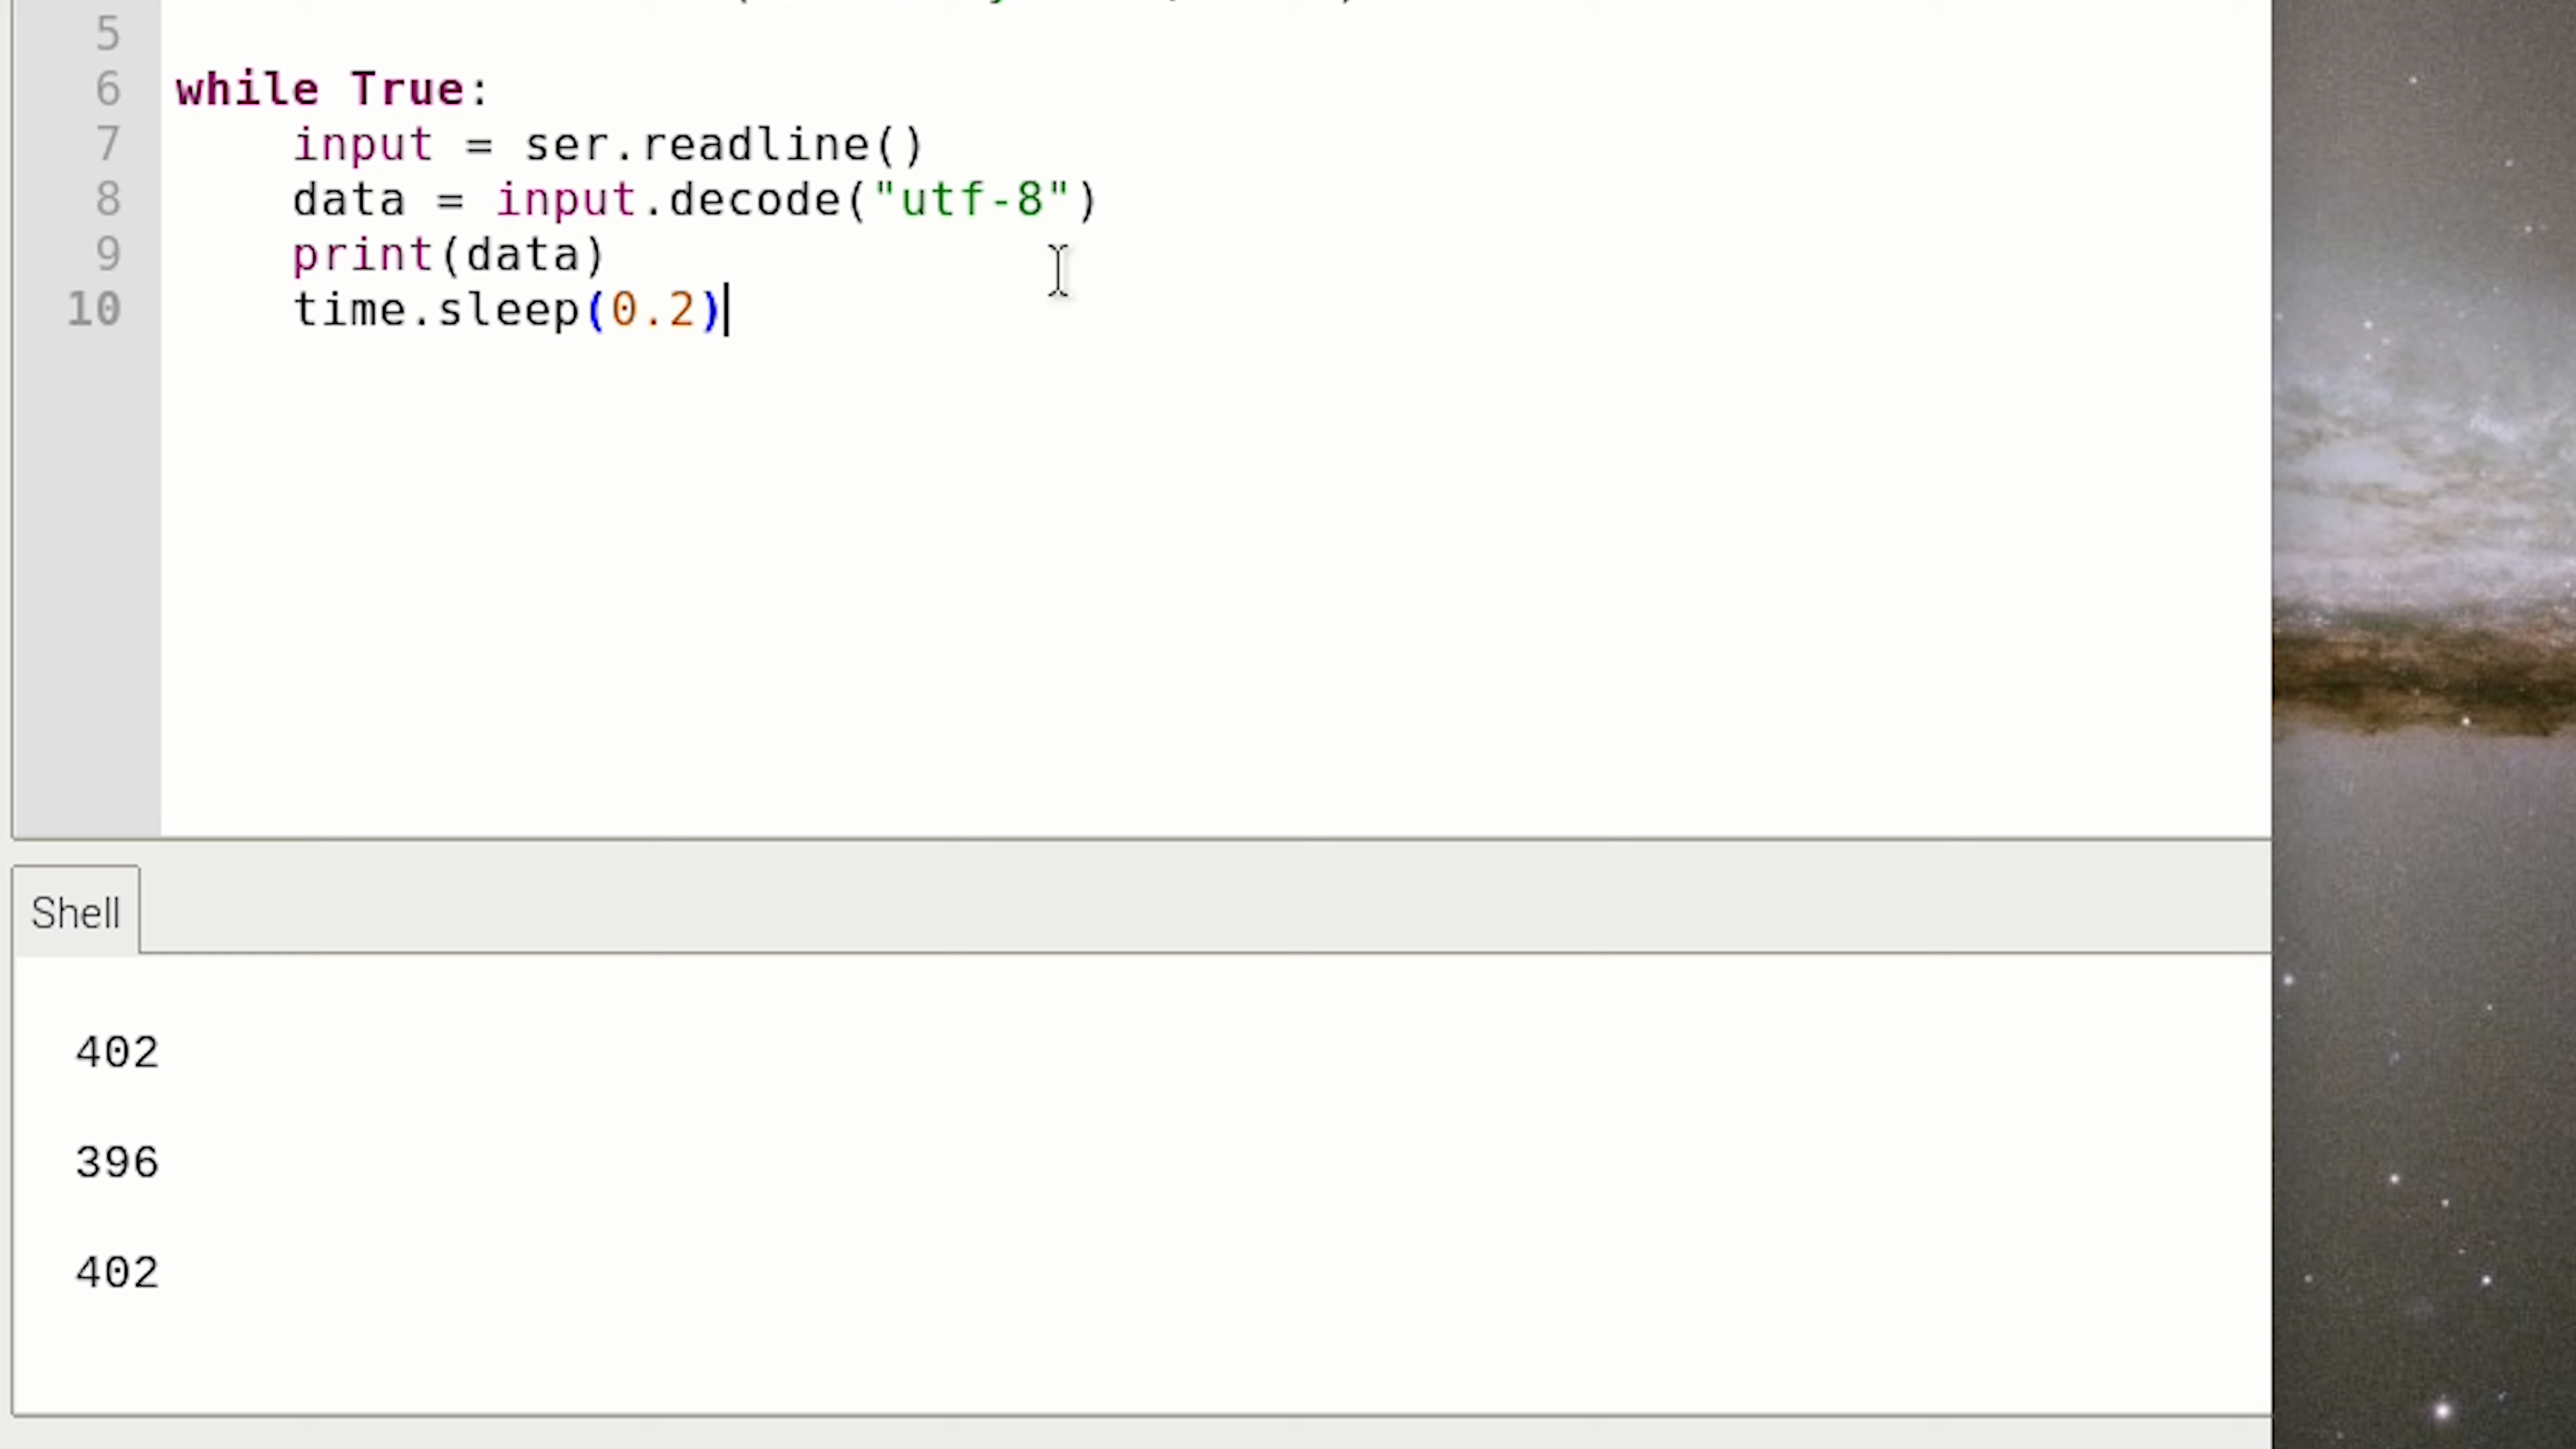 5
6 while True:
7 input = ser.readline()
8 data = input.decode("utf-8")
9 print(data)
10 time.sleep(0.2)
Shell
402
396
402